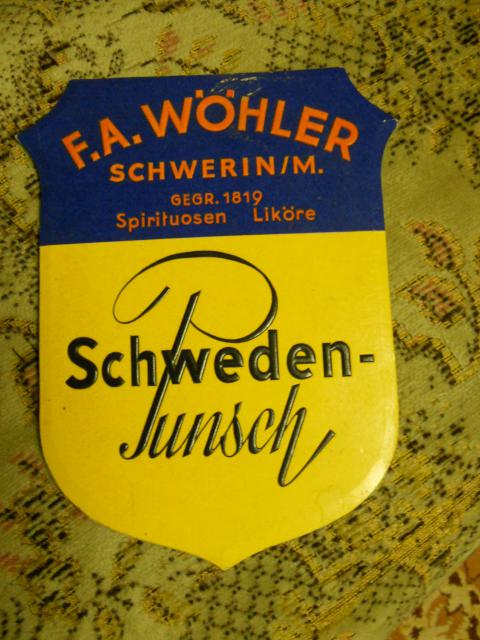 F.A. WÖHLER
SCHWERIN/M.
GEGR. 1819
Spirituosen Liköre
Schweden-
Punsch